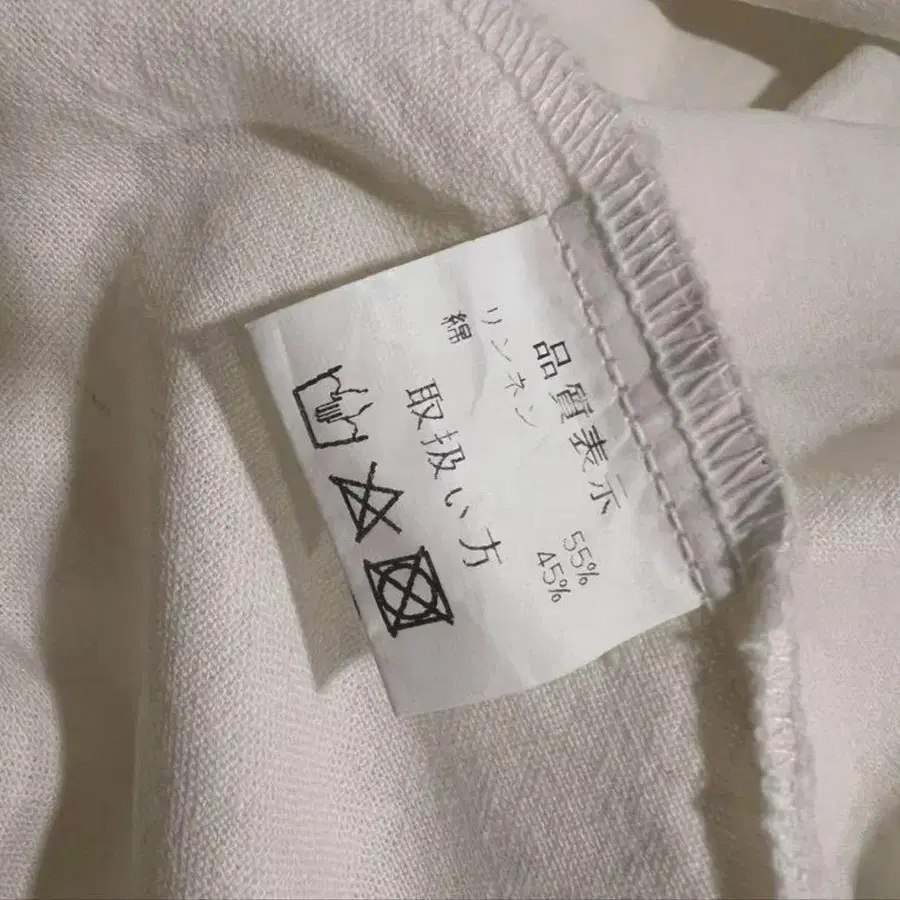 品質表示
リンネン 55%
綿 45%
取扱い方